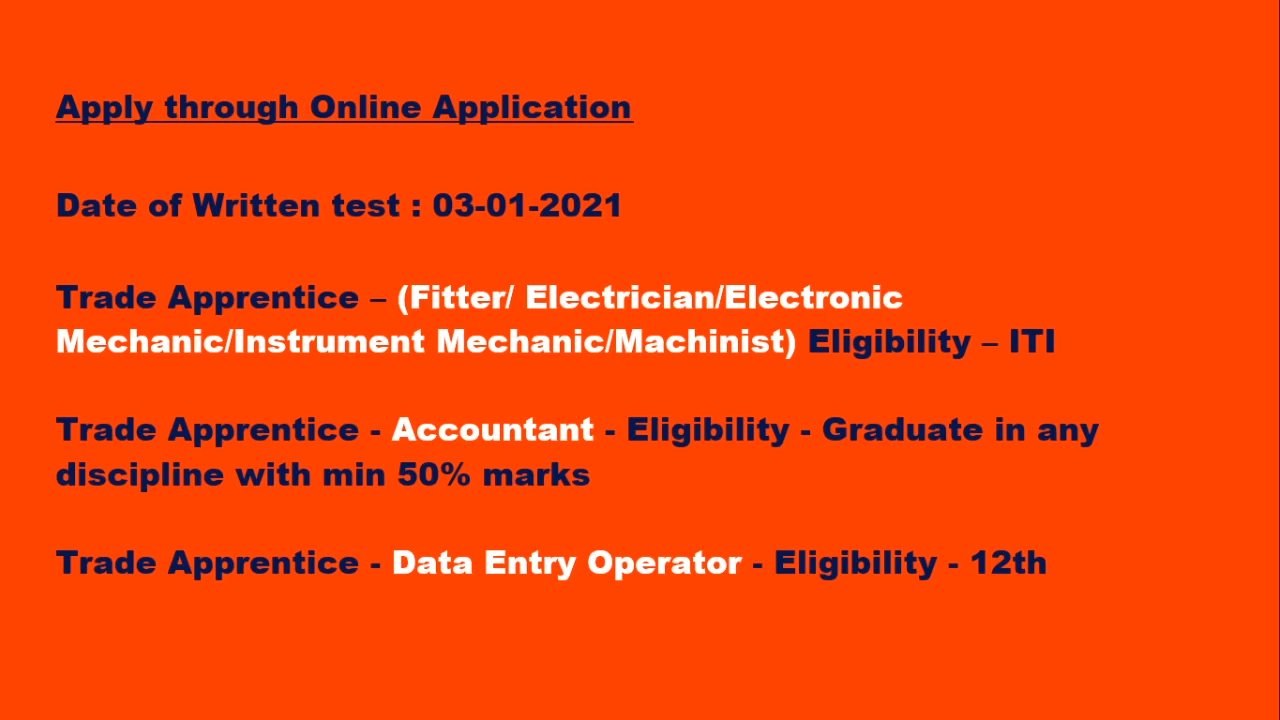 Apply through Online Application
Date of Written test : 03-01-2021
Trade Apprentice – (Fitter/ Electrician/Electronic
Mechanic/Instrument Mechanic/Machinist) Eligibility – ITI
Trade Apprentice - Accountant - Eligibility - Graduate in any
discipline with min 50% marks
Trade Apprentice - Data Entry Operator - Eligibility - 12th